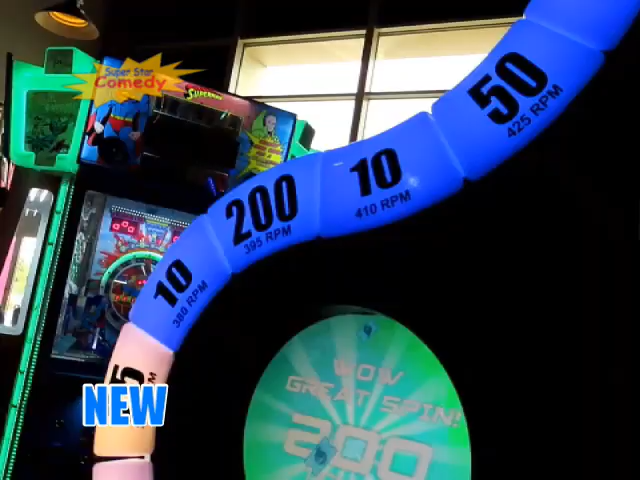 Super Star
Comedy
SUPERMAN
50
425 RPM
10
410 RPM
200
395 RPM
10
380 RPM
5
NEW
WOW
GREAT SPIN!
200